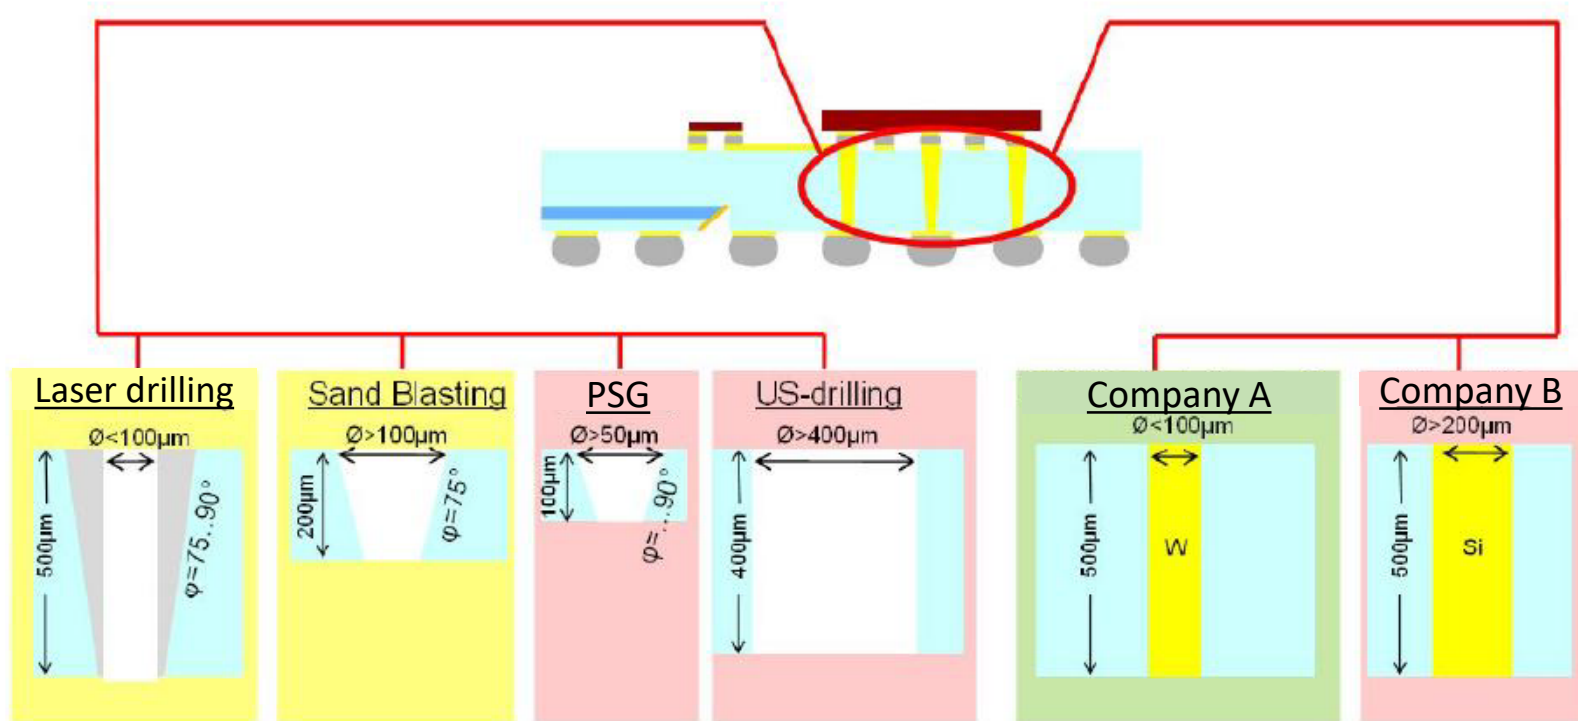 Laser drilling
Ø<100µm
500µm
φ=75..90°
Sand Blasting
Ø>100µm
200µm
φ=75°
PSG
Ø>50µm
100µm
φ=...90°
US-drilling
Ø>400µm
400µm
Company A
Ø<100µm
500µm
W
Company B
Ø>200µm
500µm
Si